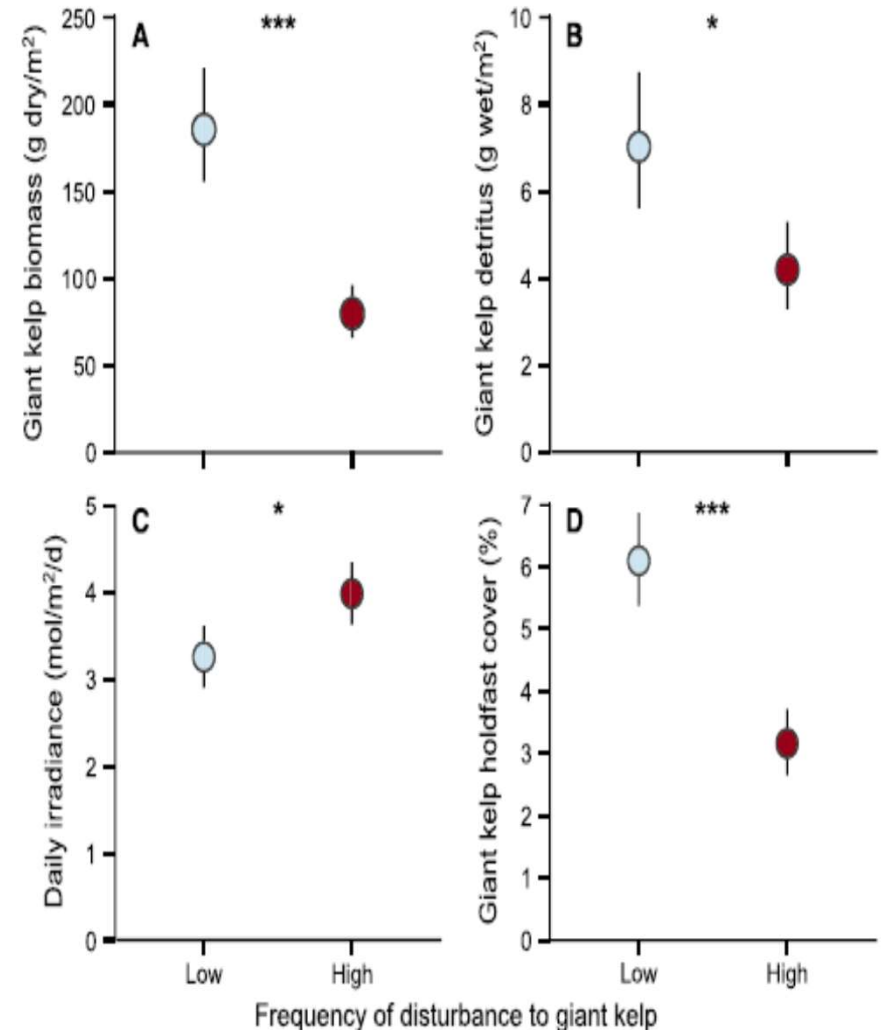 A
***
Giant kelp biomass (g dry/m²)
250
200
150
100
50
0
B
*
Giant kelp detritus (g wet/m²)
10
8
6
4
2
0
C
*
Daily irradiance (mol/m²/d)
5
4
3
2
1
0
Low High
D
***
Giant kelp holdfast cover (%)
7
6
5
4
3
2
1
0
Low High
Frequency of disturbance to giant kelp